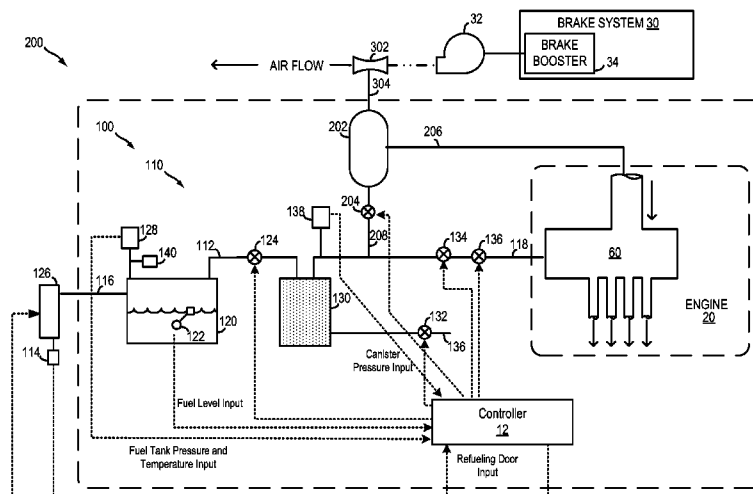 200
32
302
304
AIR FLOW
BRAKE SYSTEM 30
BRAKE
BOOSTER
34
100
110
202
206
204
208
138
128
140
112
124
134
136
118
60
126
116
114
120
122
130
132
136
ENGINE
20
Canister
Pressure Input
Fuel Level Input
Controller
12
Fuel Tank Pressure and
Temperature Input
Refueling Door
Input